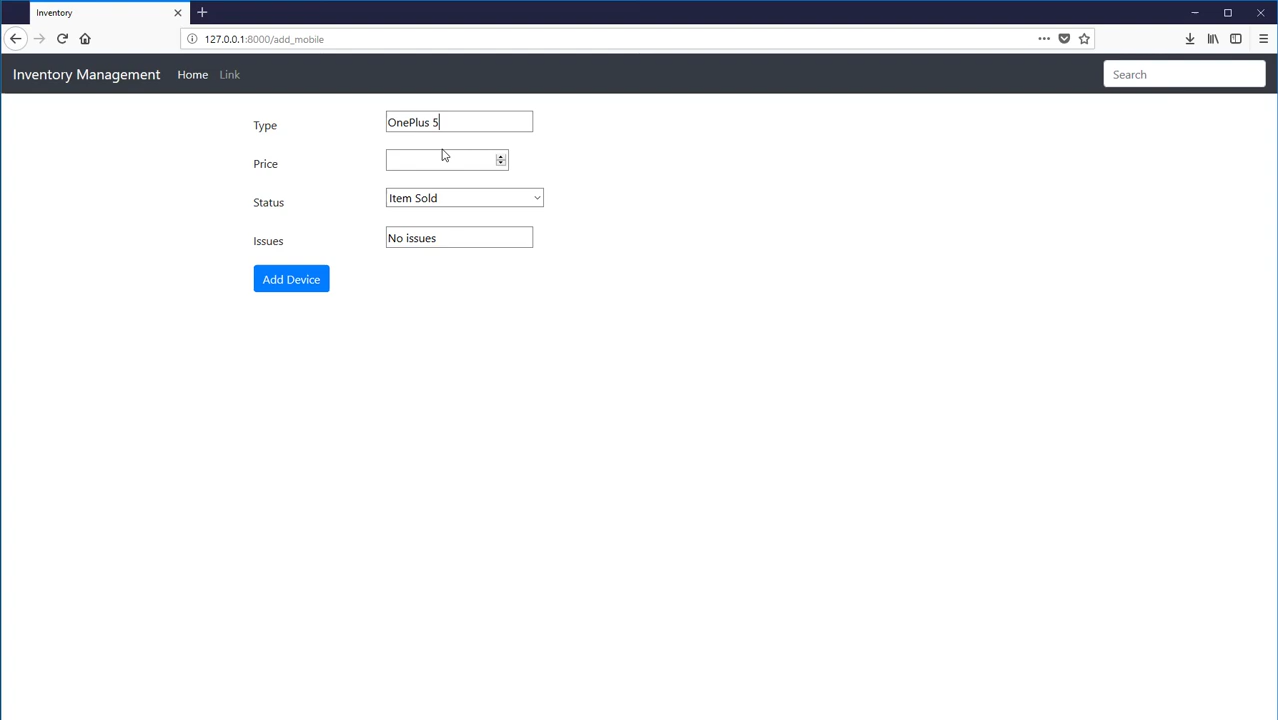 Inventory
127.0.0.1:8000/add_mobile
Inventory Management Home Link Search
Type OnePlus 5
Price
Status Item Sold
Issues No issues
Add Device